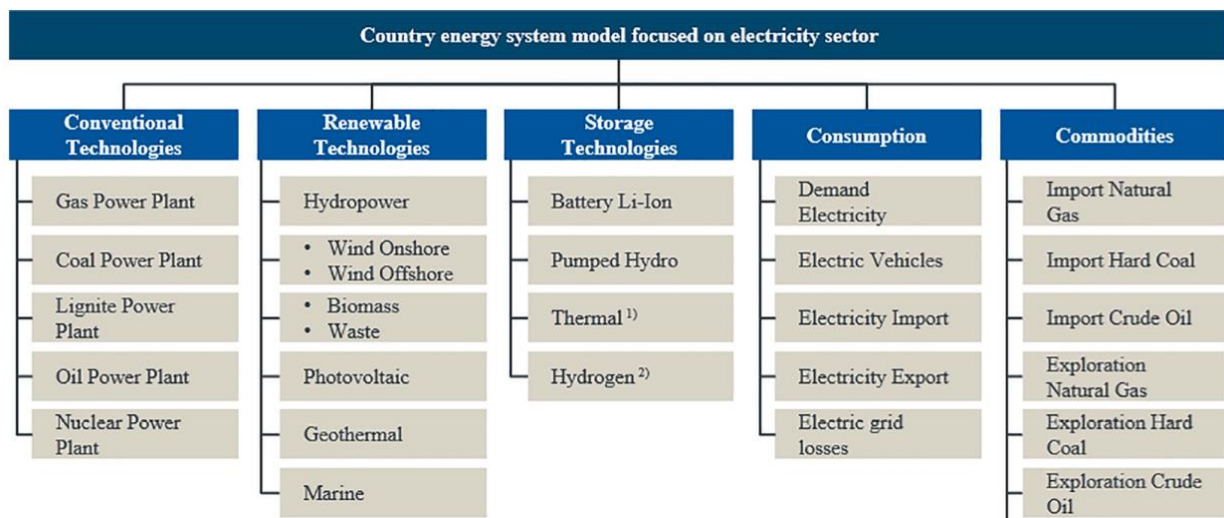 Country energy system model focused on electricity sector
Conventional
Technologies
Gas Power Plant
Coal Power Plant
Lignite Power
Plant
Oil Power Plant
Nuclear Power
Plant
Renewable
Technologies
Hydropower
• Wind Onshore
• Wind Offshore
• Biomass
• Waste
Photovoltaic
Geothermal
Marine
Storage
Technologies
Battery Li-Ion
Pumped Hydro
Thermal 1)
Hydrogen 2)
Consumption
Demand
Electricity
Electric Vehicles
Electricity Import
Electricity Export
Electric grid
losses
Commodities
Import Natural
Gas
Import Hard Coal
Import Crude Oil
Exploration
Natural Gas
Exploration Hard
Coal
Exploration Crude
Oil